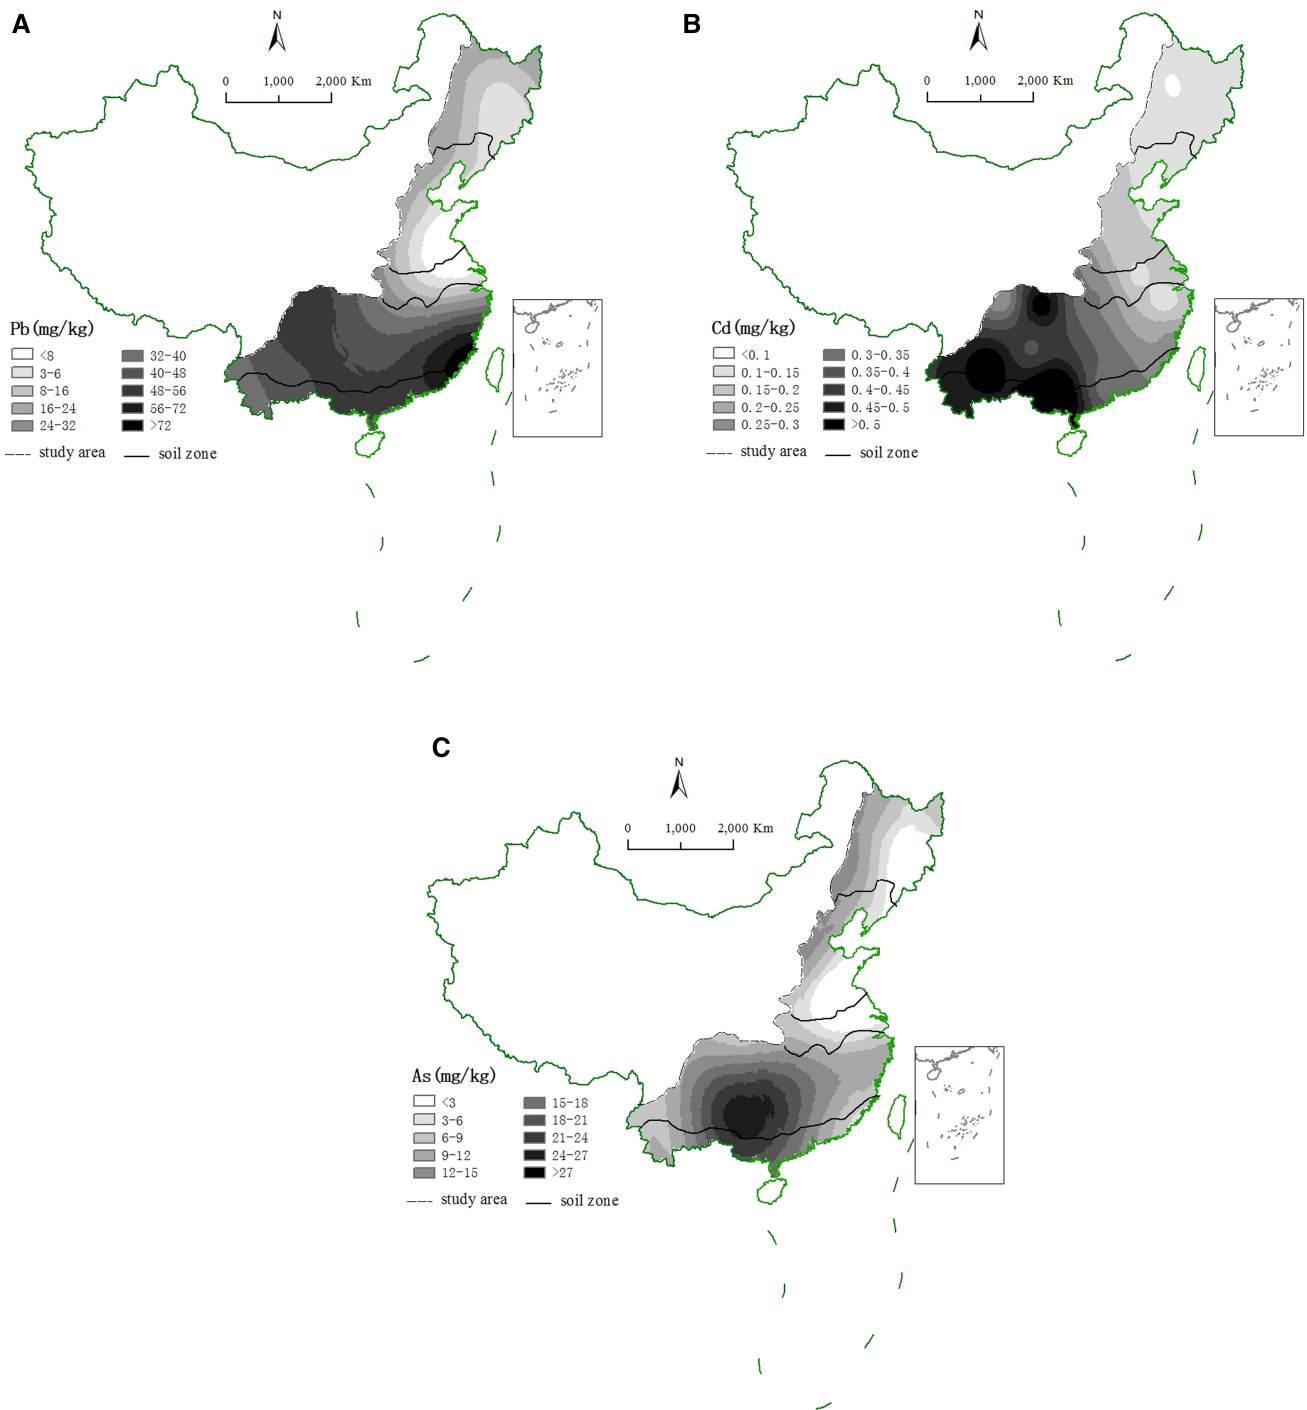 A
N
0 1,000 2,000 Km
Pb(mg/kg)
<8 32-40
3-6 40-48
8-16 48-56
16-24 56-72
24-32 >72
study area soil zone
B
N
0 1,000 2,000 Km
Cd(mg/kg)
<0.1 0.3-0.35
0.1-0.15 0.35-0.4
0.15-0.2 0.4-0.45
0.2-0.25 0.45-0.5
0.25-0.3 >0.5
study area soil zone
C
N
0 1,000 2,000 Km
As(mg/kg)
<3 15-18
3-6 18-21
6-9 21-24
9-12 24-27
12-15 >27
study area soil zone